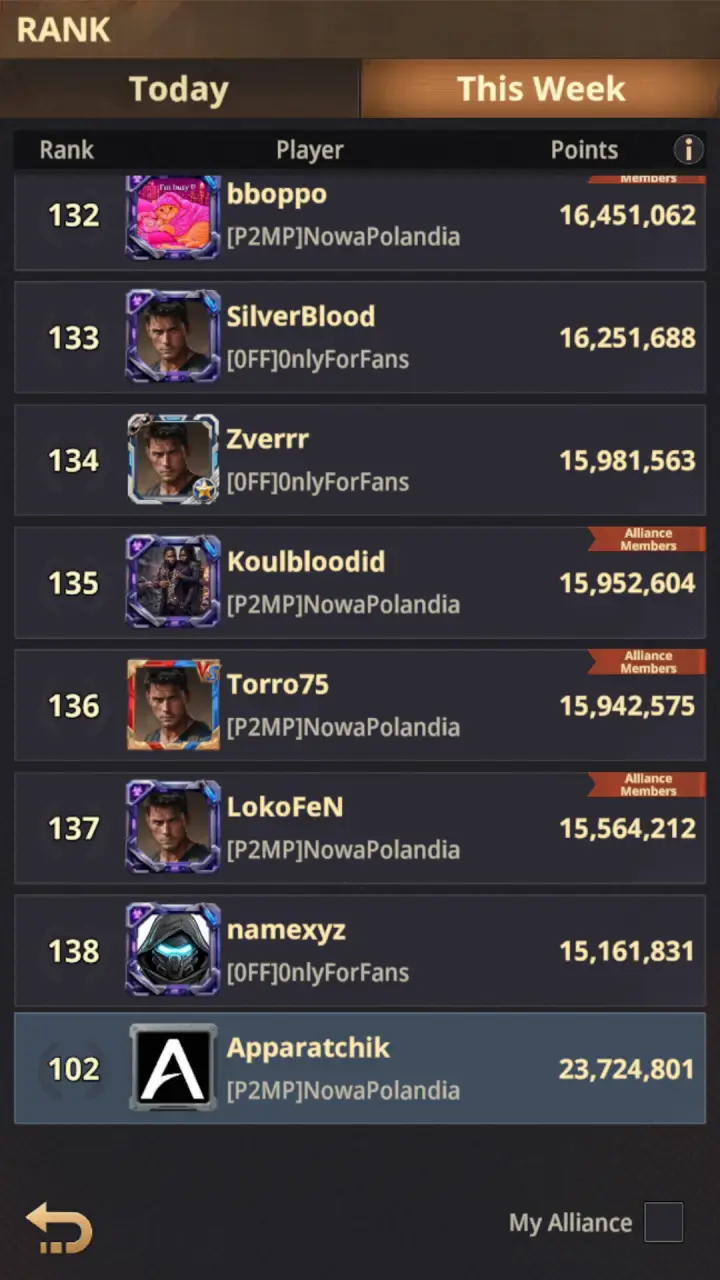 RANK
Today
This Week
Rank
Player
Points
i
Members
132
I'm busy
bboppo
[P2MP]NowaPolandia
16,451,062
133
SilverBlood
[0FF]0nlyForFans
16,251,688
134
Zverrr
[0FF]0nlyForFans
15,981,563
Alliance
Members
135
Koulbloodid
[P2MP]NowaPolandia
15,952,604
Alliance
Members
136
VS
Torro75
[P2MP]NowaPolandia
15,942,575
Alliance
Members
137
LokoFeN
[P2MP]NowaPolandia
15,564,212
138
namexyz
[0FF]0nlyForFans
15,161,831
102
A
Apparatchik
[P2MP]NowaPolandia
23,724,801
My Alliance